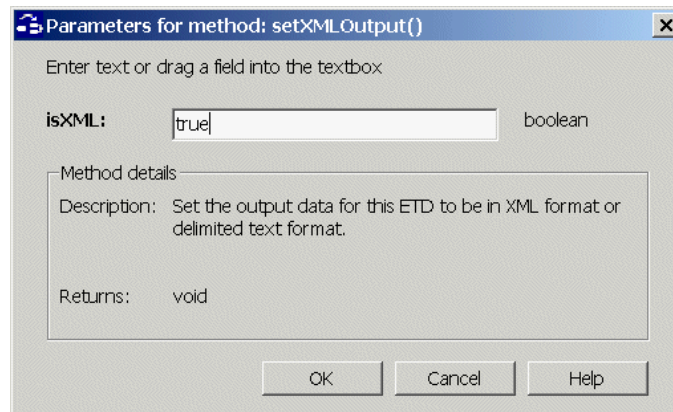 Parameters for method: setXMLOutput()
Enter text or drag a field into the textbox
isXML: true boolean
Method details
Description: Set the output data for this ETD to be in XML format or
delimited text format.
Returns: void
OK Cancel Help